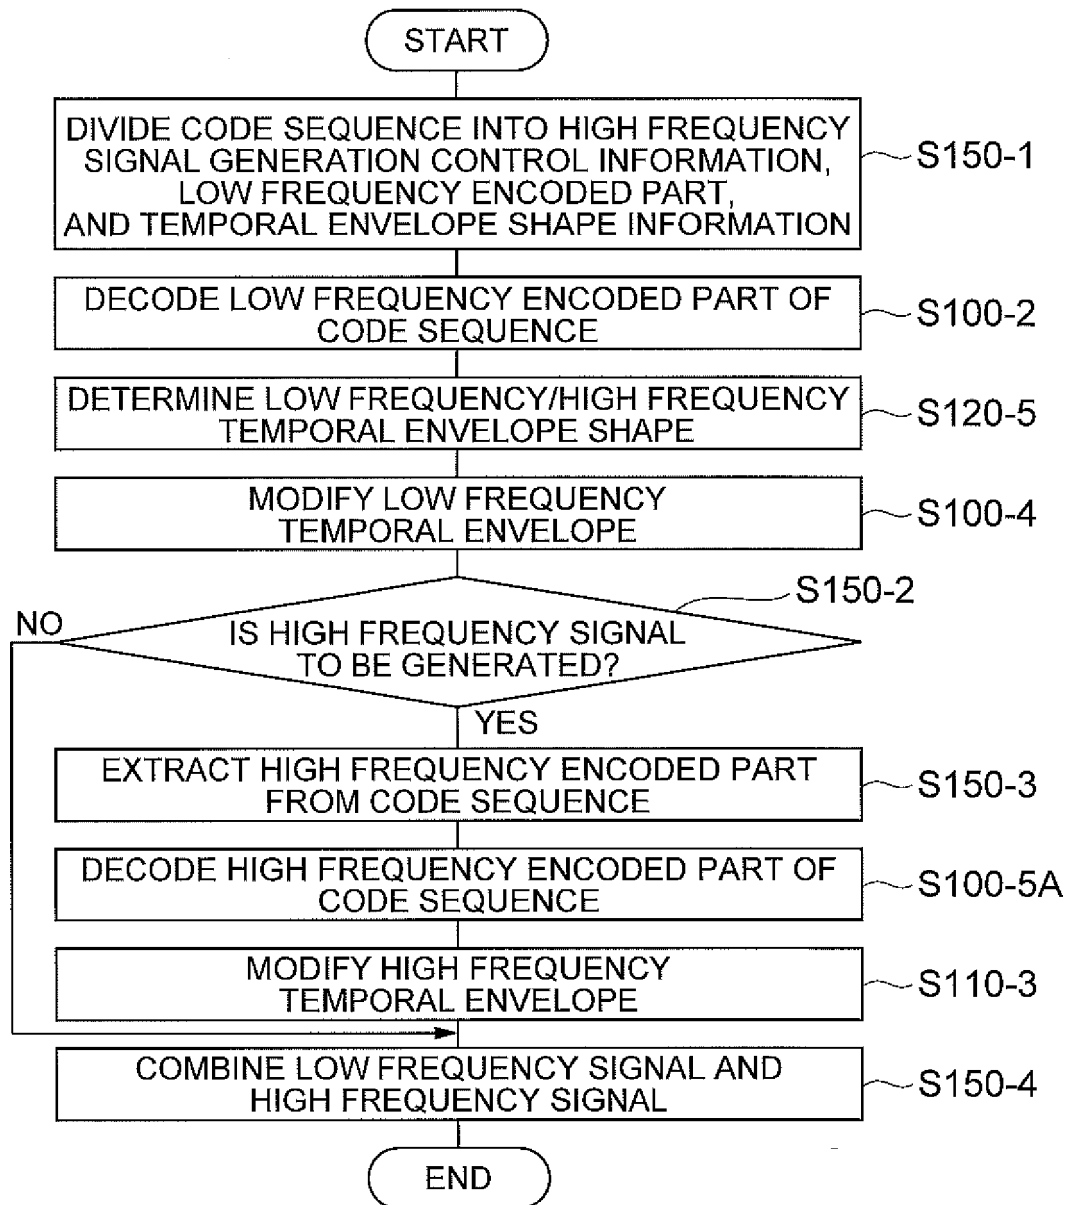 START
DIVIDE CODE SEQUENCE INTO HIGH FREQUENCY
SIGNAL GENERATION CONTROL INFORMATION,
LOW FREQUENCY ENCODED PART,
AND TEMPORAL ENVELOPE SHAPE INFORMATION
S150-1
DECODE LOW FREQUENCY ENCODED PART OF
CODE SEQUENCE
S100-2
DETERMINE LOW FREQUENCY/HIGH FREQUENCY
TEMPORAL ENVELOPE SHAPE
S120-5
MODIFY LOW FREQUENCY
TEMPORAL ENVELOPE
S100-4
S150-2
NO
IS HIGH FREQUENCY SIGNAL
TO BE GENERATED?
YES
EXTRACT HIGH FREQUENCY ENCODED PART
FROM CODE SEQUENCE
S150-3
DECODE HIGH FREQUENCY ENCODED PART OF
CODE SEQUENCE
S100-5A
MODIFY HIGH FREQUENCY
TEMPORAL ENVELOPE
S110-3
COMBINE LOW FREQUENCY SIGNAL AND
HIGH FREQUENCY SIGNAL
S150-4
END